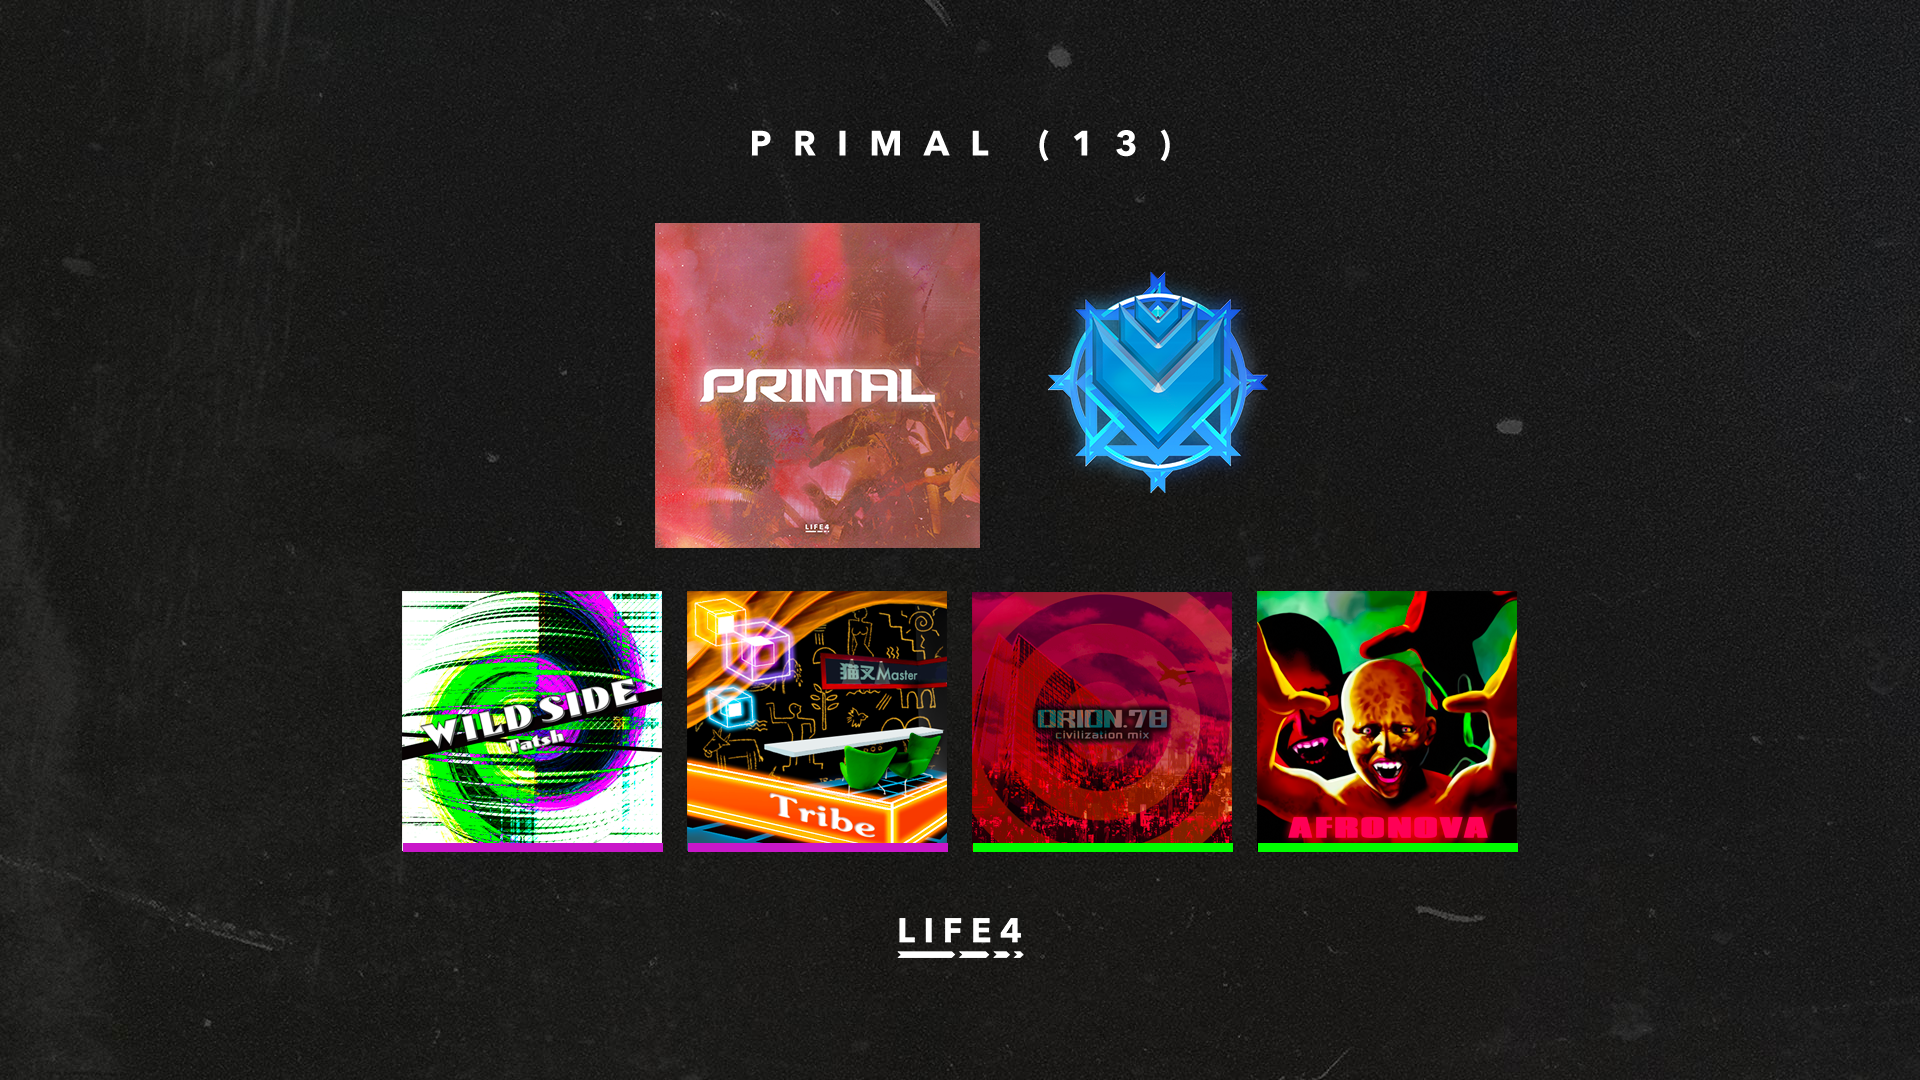 PRIMAL (13)
PRIMAL
LIFE4
WILD SIDE
Tatsh
猫叉Master
Tribe
ORION.78
civilization mix
AFRONOVA
LIFE4